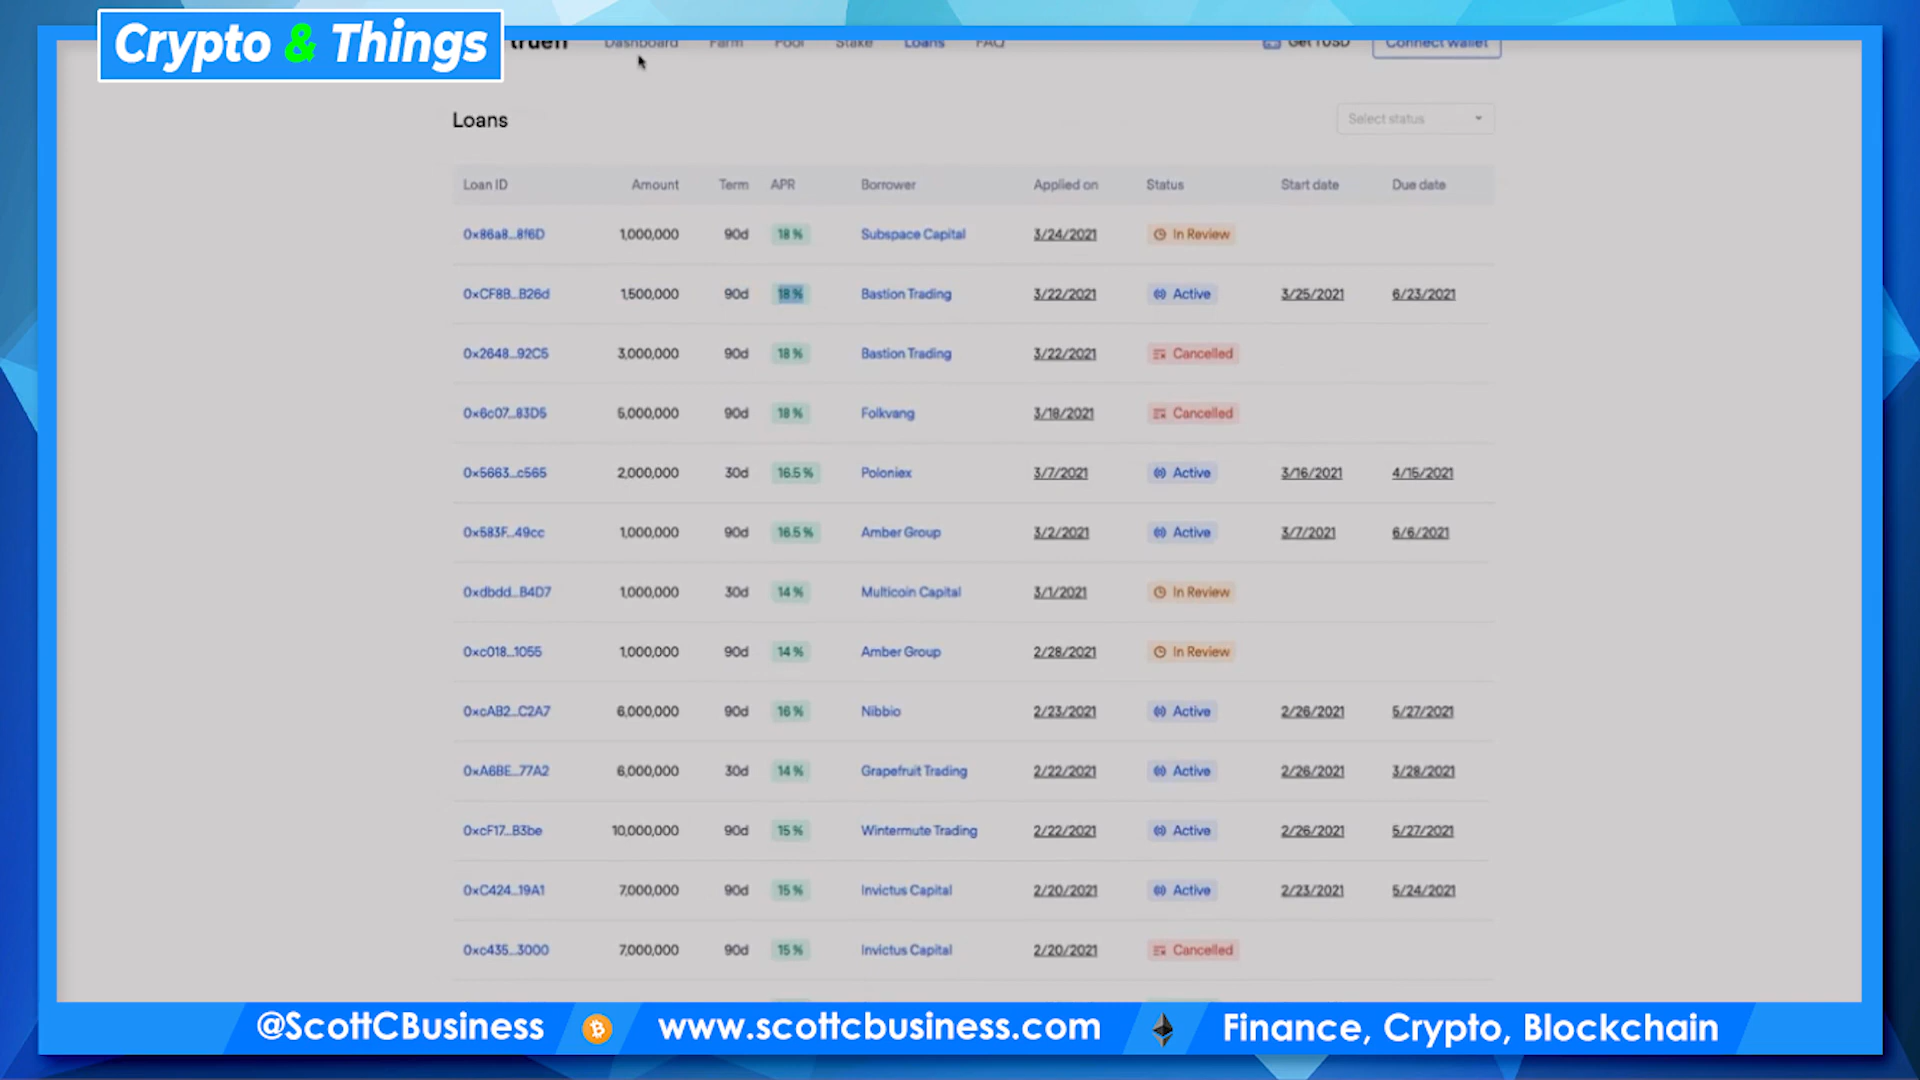 Crypto & Things
Dashboard Farm Pool Stake Loans FAQ Get TUSD Connect Wallet
Loans
Select status
Loan ID Amount Term APR Borrower Applied on Status Start date Due date
0x86a8...8f6D 1,000,000 90d 18 % Subspace Capital 3/24/2021 In Review
0xCF8B...B26d 1,500,000 90d 18 % Bastion Trading 3/22/2021 Active 3/25/2021 6/23/2021
0x2648...92C5 3,000,000 90d 18 % Bastion Trading 3/22/2021 Cancelled
0x6c07...83D5 5,000,000 90d 18 % Folkvang 3/18/2021 Cancelled
0x5663...c565 2,000,000 30d 16.5 % Poloniex 3/7/2021 Active 3/16/2021 4/15/2021
0x583F...49cc 1,000,000 90d 16.5 % Amber Group 3/2/2021 Active 3/7/2021 6/6/2021
0xdbdd...B4D7 1,000,000 30d 14 % Multicoin Capital 3/1/2021 In Review
0xc018...1055 1,000,000 90d 14 % Amber Group 2/28/2021 In Review
0xcAB2...C2A7 6,000,000 90d 16 % Nibbio 2/23/2021 Active 2/26/2021 5/27/2021
0xA6BE...77A2 6,000,000 30d 14 % Grapefruit Trading 2/22/2021 Active 2/26/2021 3/28/2021
0xcF17...B3be 10,000,000 90d 15 % Wintermute Trading 2/22/2021 Active 2/26/2021 5/27/2021
0xC424...19A1 7,000,000 90d 15 % Invictus Capital 2/20/2021 Active 2/23/2021 5/24/2021
0xc435...3000 7,000,000 90d 15 % Invictus Capital 2/20/2021 Cancelled
@ScottCBusiness www.scottcbusiness.com Finance, Crypto, Blockchain